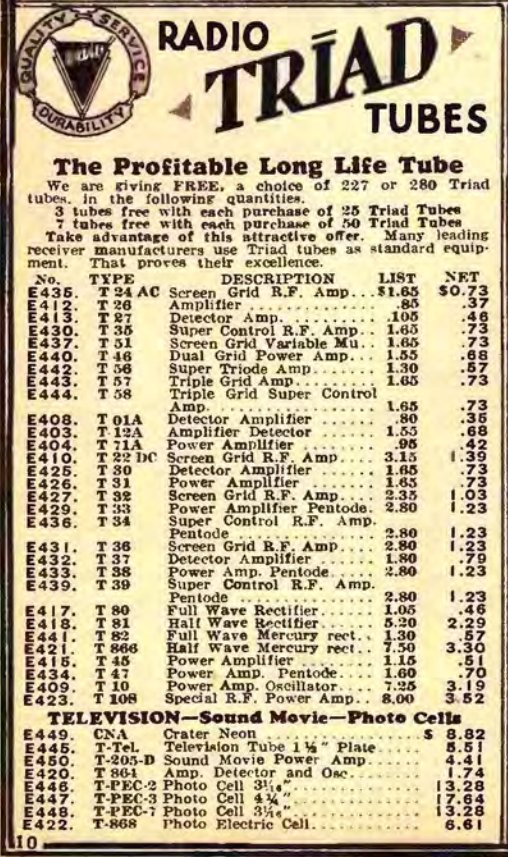 QUALITY SERVICE
DURABILITY
RADIO
TRIAD
TUBES
The Profitable Long Life Tube
We are giving FREE, a choice of 227 or 280 Triad
tubes. in the following quantities.
3 tubes free with each purchase of 25 Triad Tubes
7 tubes free with each purchase of 50 Triad Tubes
Take advantage of this attractive offer. Many leading
receiver manufacturers use Triad tubes as standard equip-
ment. That proves their excellence.
No. TYPE DESCRIPTION LIST NET
E435. T 24 AC Screen Grid R.F. Amp... $1.65 $0.73
E412. T 26 Amplifier .............. .85 .37
E413. T 27 Detector Amp. ......... .105 .46
E430. T 35 Super Control R.F. Amp.. 1.65 .73
E437. T 51 Screen Grid Variable Mu.. 1.65 .73
E440. T 46 Dual Grid Power Amp... 1.55 .68
E442. T 56 Super Triode Amp....... 1.30 .57
E443. T 57 Triple Grid Amp......... 1.65 .73
E444. T 58 Triple Grid Super Control
Amp. ................. 1.65 .73
E408. T 01A Detector Amplifier ..... .80 .35
E403. T-12A Amplifier Detector ..... 1.55 .68
E404. T 71A Power Amplifier ....... .95 .42
E410. T 22 DC Screen Grid R.F. Amp.... 3.15 1.39
E425. T 30 Detector Amplifier ..... 1.65 .73
E426. T 31 Power Amplifier ....... 1.65 .73
E427. T 32 Screen Grid R.F. Amp.... 2.35 1.03
E429. T 33 Power Amplifier Pentode. 2.80 1.23
E436. T 34 Super Control R.F. Amp.
Pentode ............... 2.80 1.23
E431. T 36 Screen Grid R.F. Amp.... 2.80 1.23
E432. T 37 Detector Amplifier ..... 1.80 .79
E433. T 38 Power Amp. Pentode..... 2.80 1.23
E439. T 39 Super Control R.F. Amp.
Pentode ............... 2.80 1.23
E417. T 80 Full Wave Rectifier...... 1.05 .46
E418. T 81 Half Wave Rectifier...... 5.20 2.29
E441. T 82 Full Wave Mercury rect.. 1.30 .57
E421. T 866 Half Wave Mercury rect.. 7.50 3.30
E415. T 45 Power Amplifier ....... 1.15 .51
E434. T 47 Power Amp. Pentode.... 1.60 .70
E409. T 10 Power Amp. Oscillator... 7.25 3.19
E423. T 108 Special R.F. Power Amp.. 8.00 3.52
TELEVISION—Sound Movie—Photo Cells
E449. CNA Crater Neon ................. $ 8.82
E445. T-Tel. Television Tube 1½" Plate..... 5.51
E450. T-205-D Sound Movie Power Amp..... 4.41
E420. T 864 Amp. Detector and Osc........ 1.74
E446. T-PEC-2 Photo Cell 3¹⁄₁₆" ............ 13.28
E447. T-PEC-3 Photo Cell 4¾" ............ 17.64
E448. T-PEC-7 Photo Cell 3¹⁄₁₆" ............ 13.28
E422. T-868 Photo Electric Cell............ 6.61
10